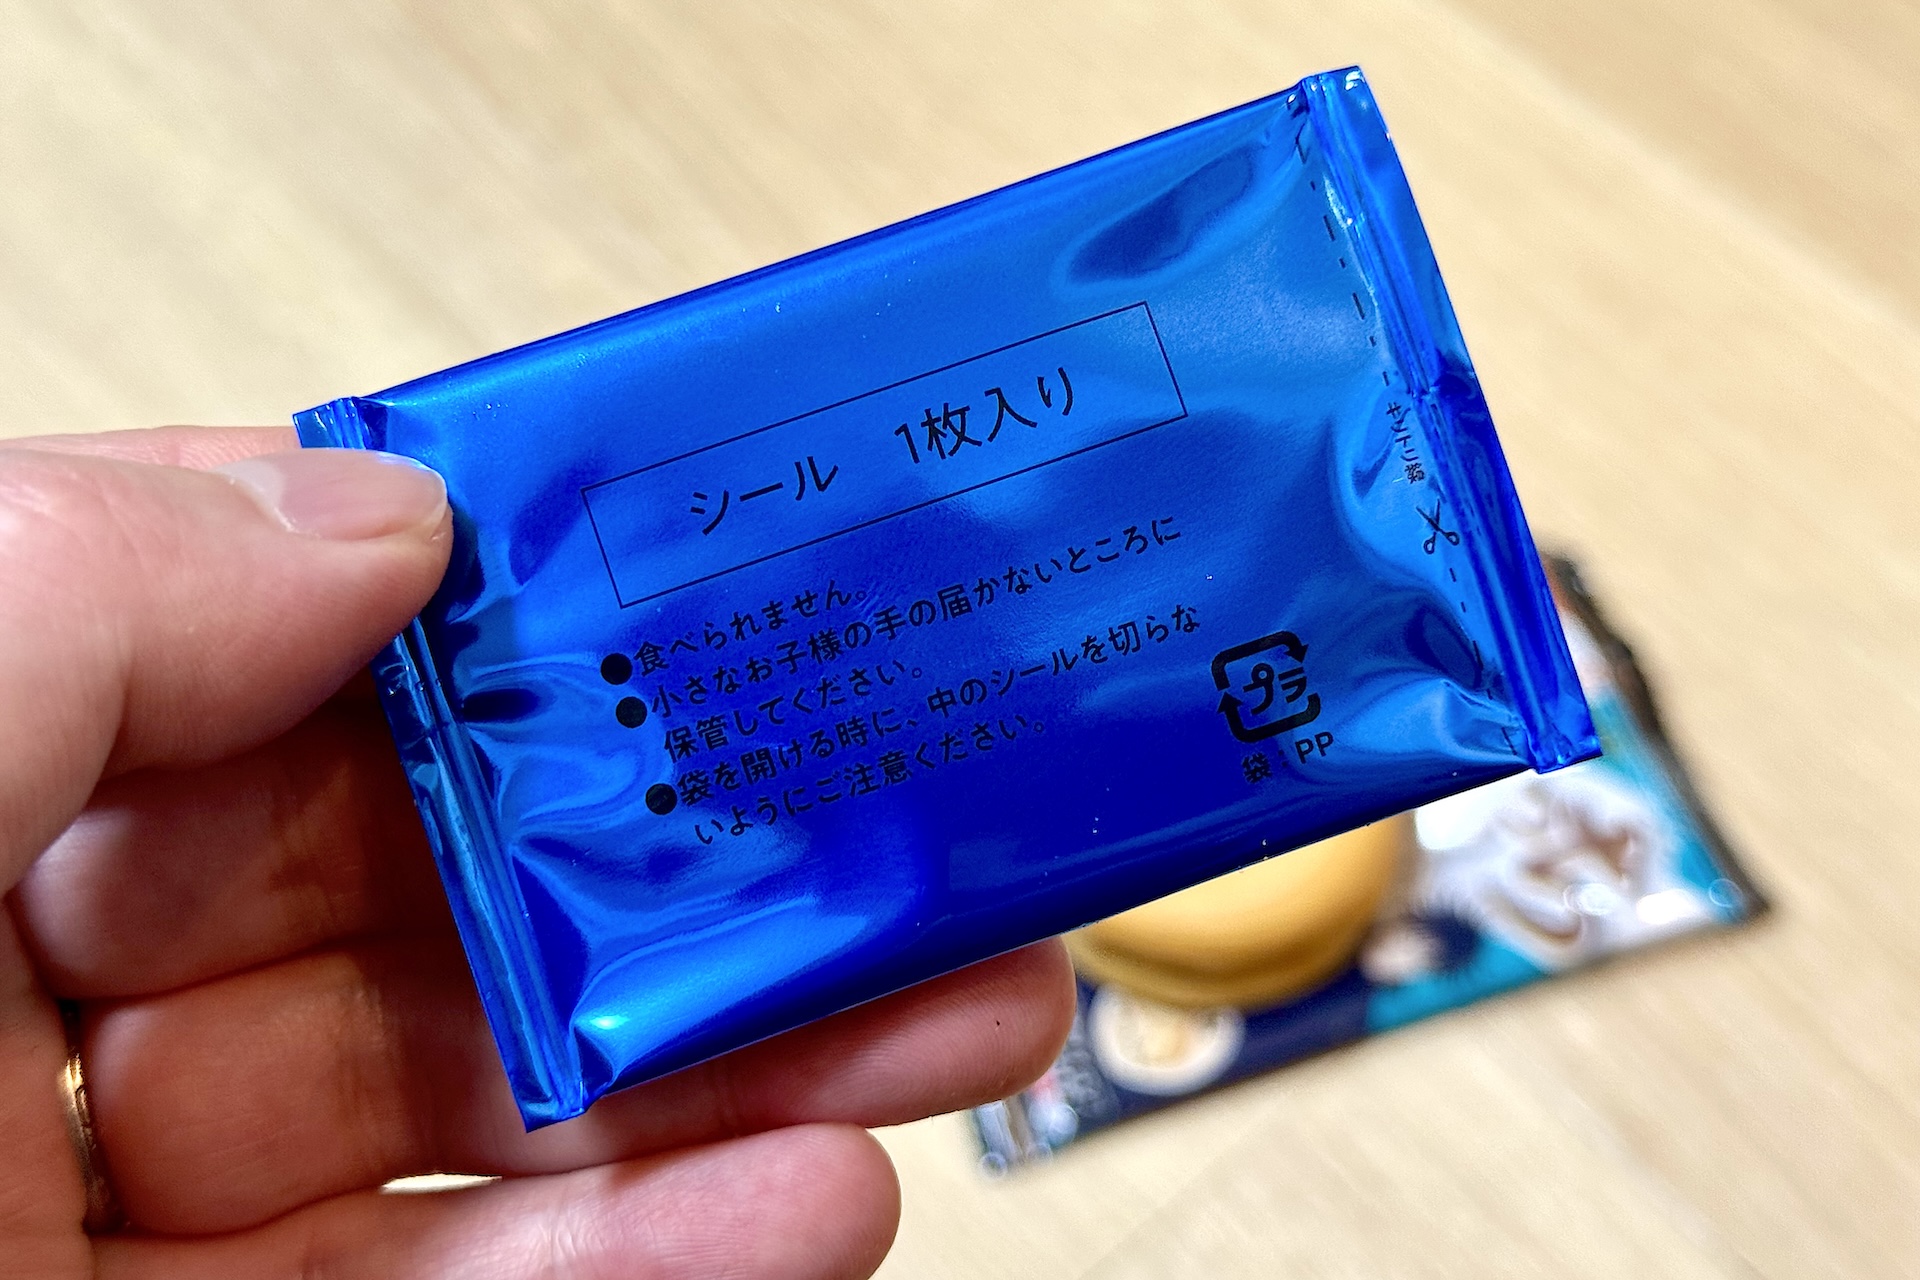 シール 1枚入り
●食べられません。
●小さなお子様の手の届かないところに
保管してください。
●袋を開ける時に、中のシールを切らな
いようにご注意ください。
プラ
袋:PP